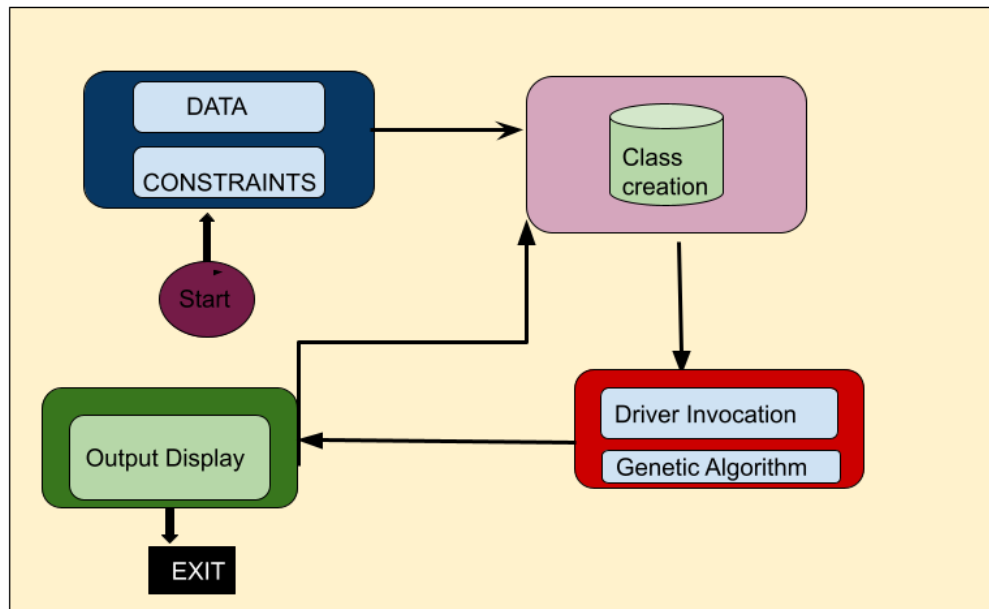 DATA
CONSTRAINTS
Start
Class
creation
Driver Invocation
Genetic Algorithm
Output Display
EXIT